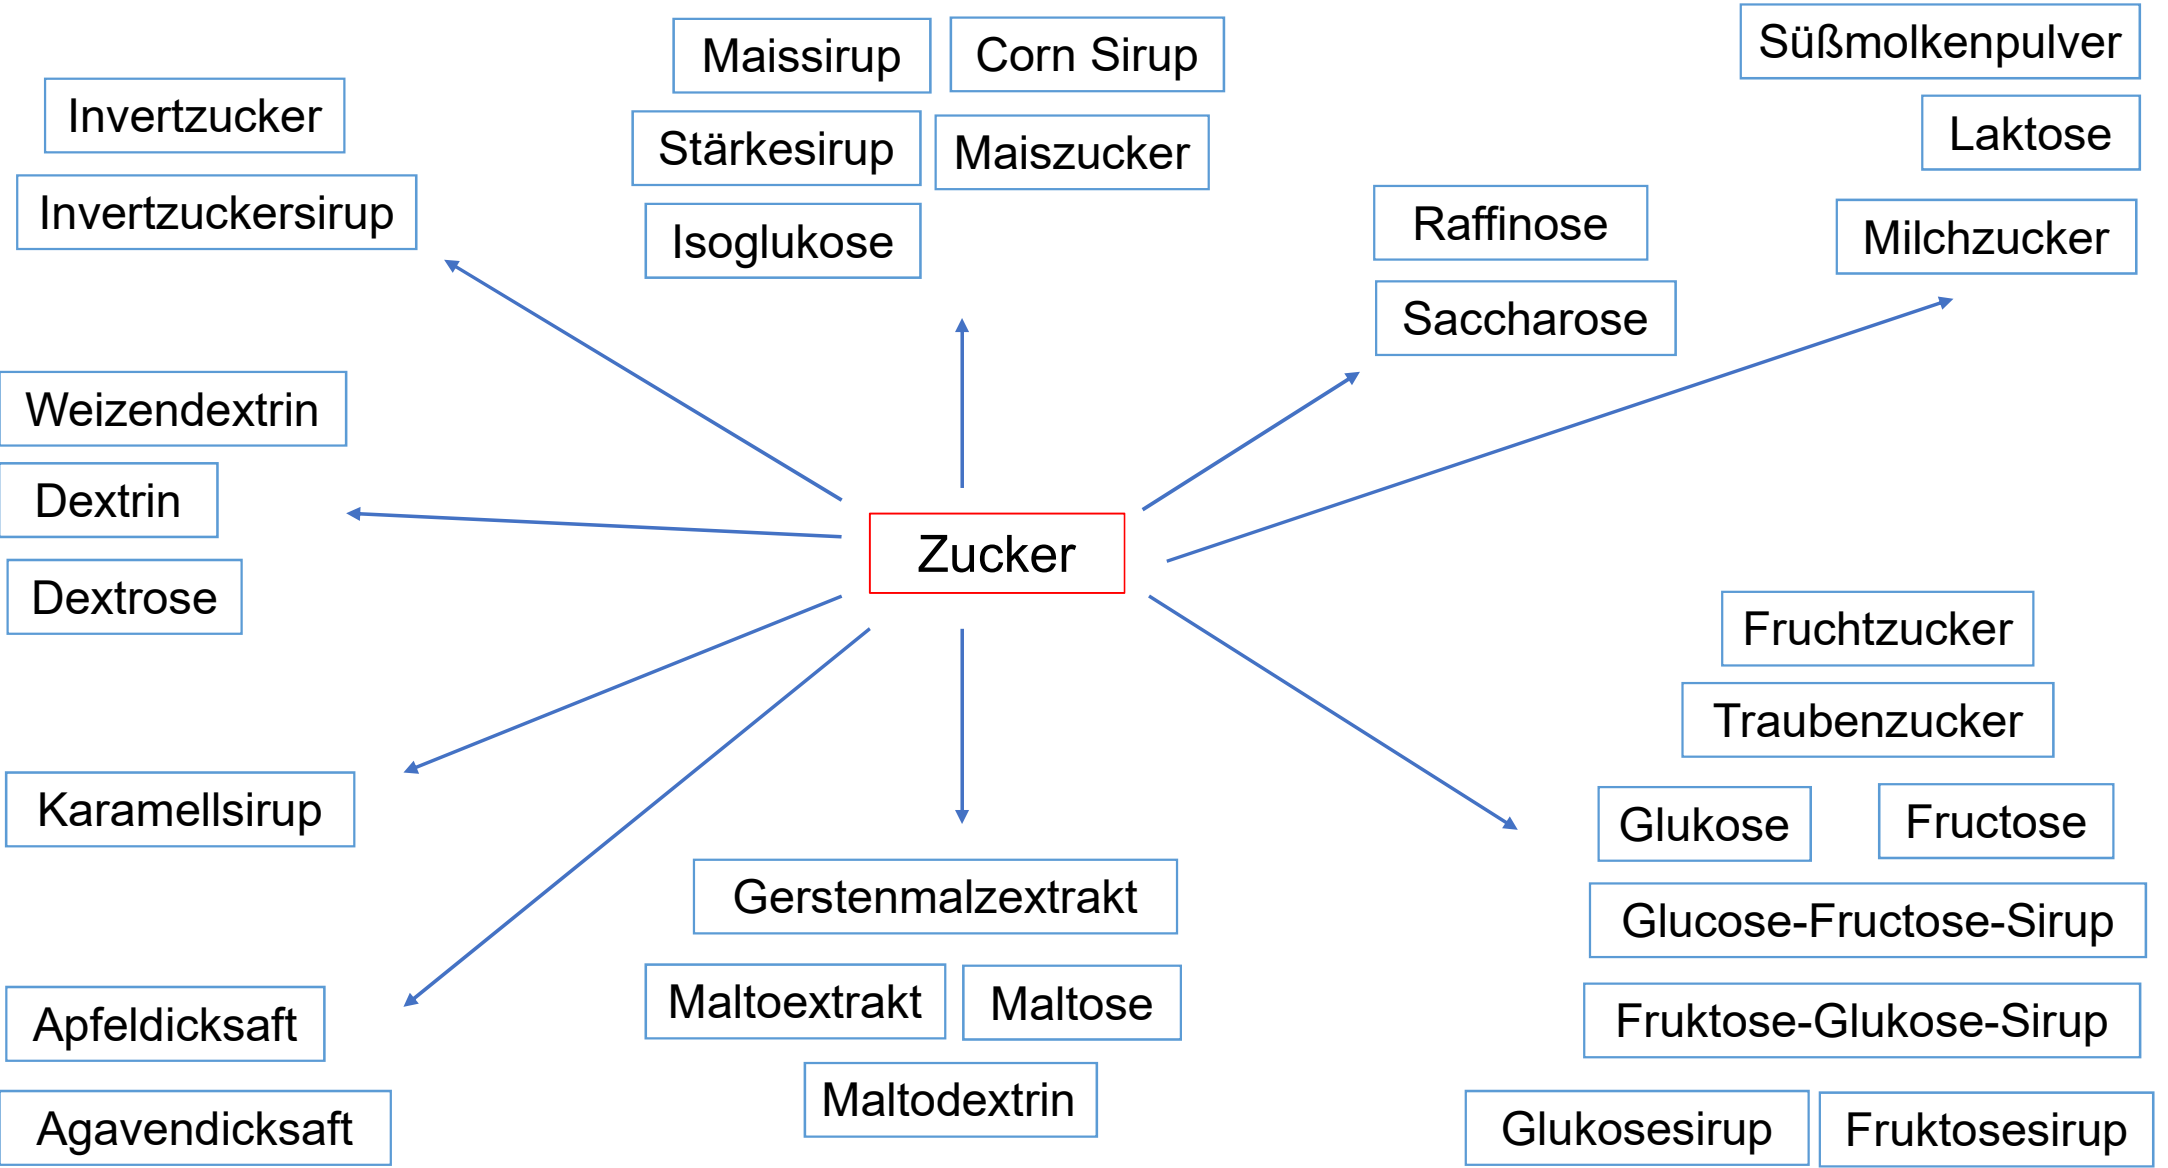 Invertzucker
Invertzuckersirup
Maissirup
Corn Sirup
Stärkesirup
Maiszucker
Isoglukose
Raffinose
Saccharose
Süßmolkenpulver
Laktose
Milchzucker
Weizendextrin
Dextrin
Dextrose
Zucker
Karamellsirup
Apfeldicksaft
Agavendicksaft
Gerstenmalzextrakt
Maltoextrakt
Maltose
Maltodextrin
Fruchtzucker
Traubenzucker
Glukose
Fructose
Glucose-Fructose-Sirup
Fruktose-Glukose-Sirup
Glukosesirup
Fruktosesirup